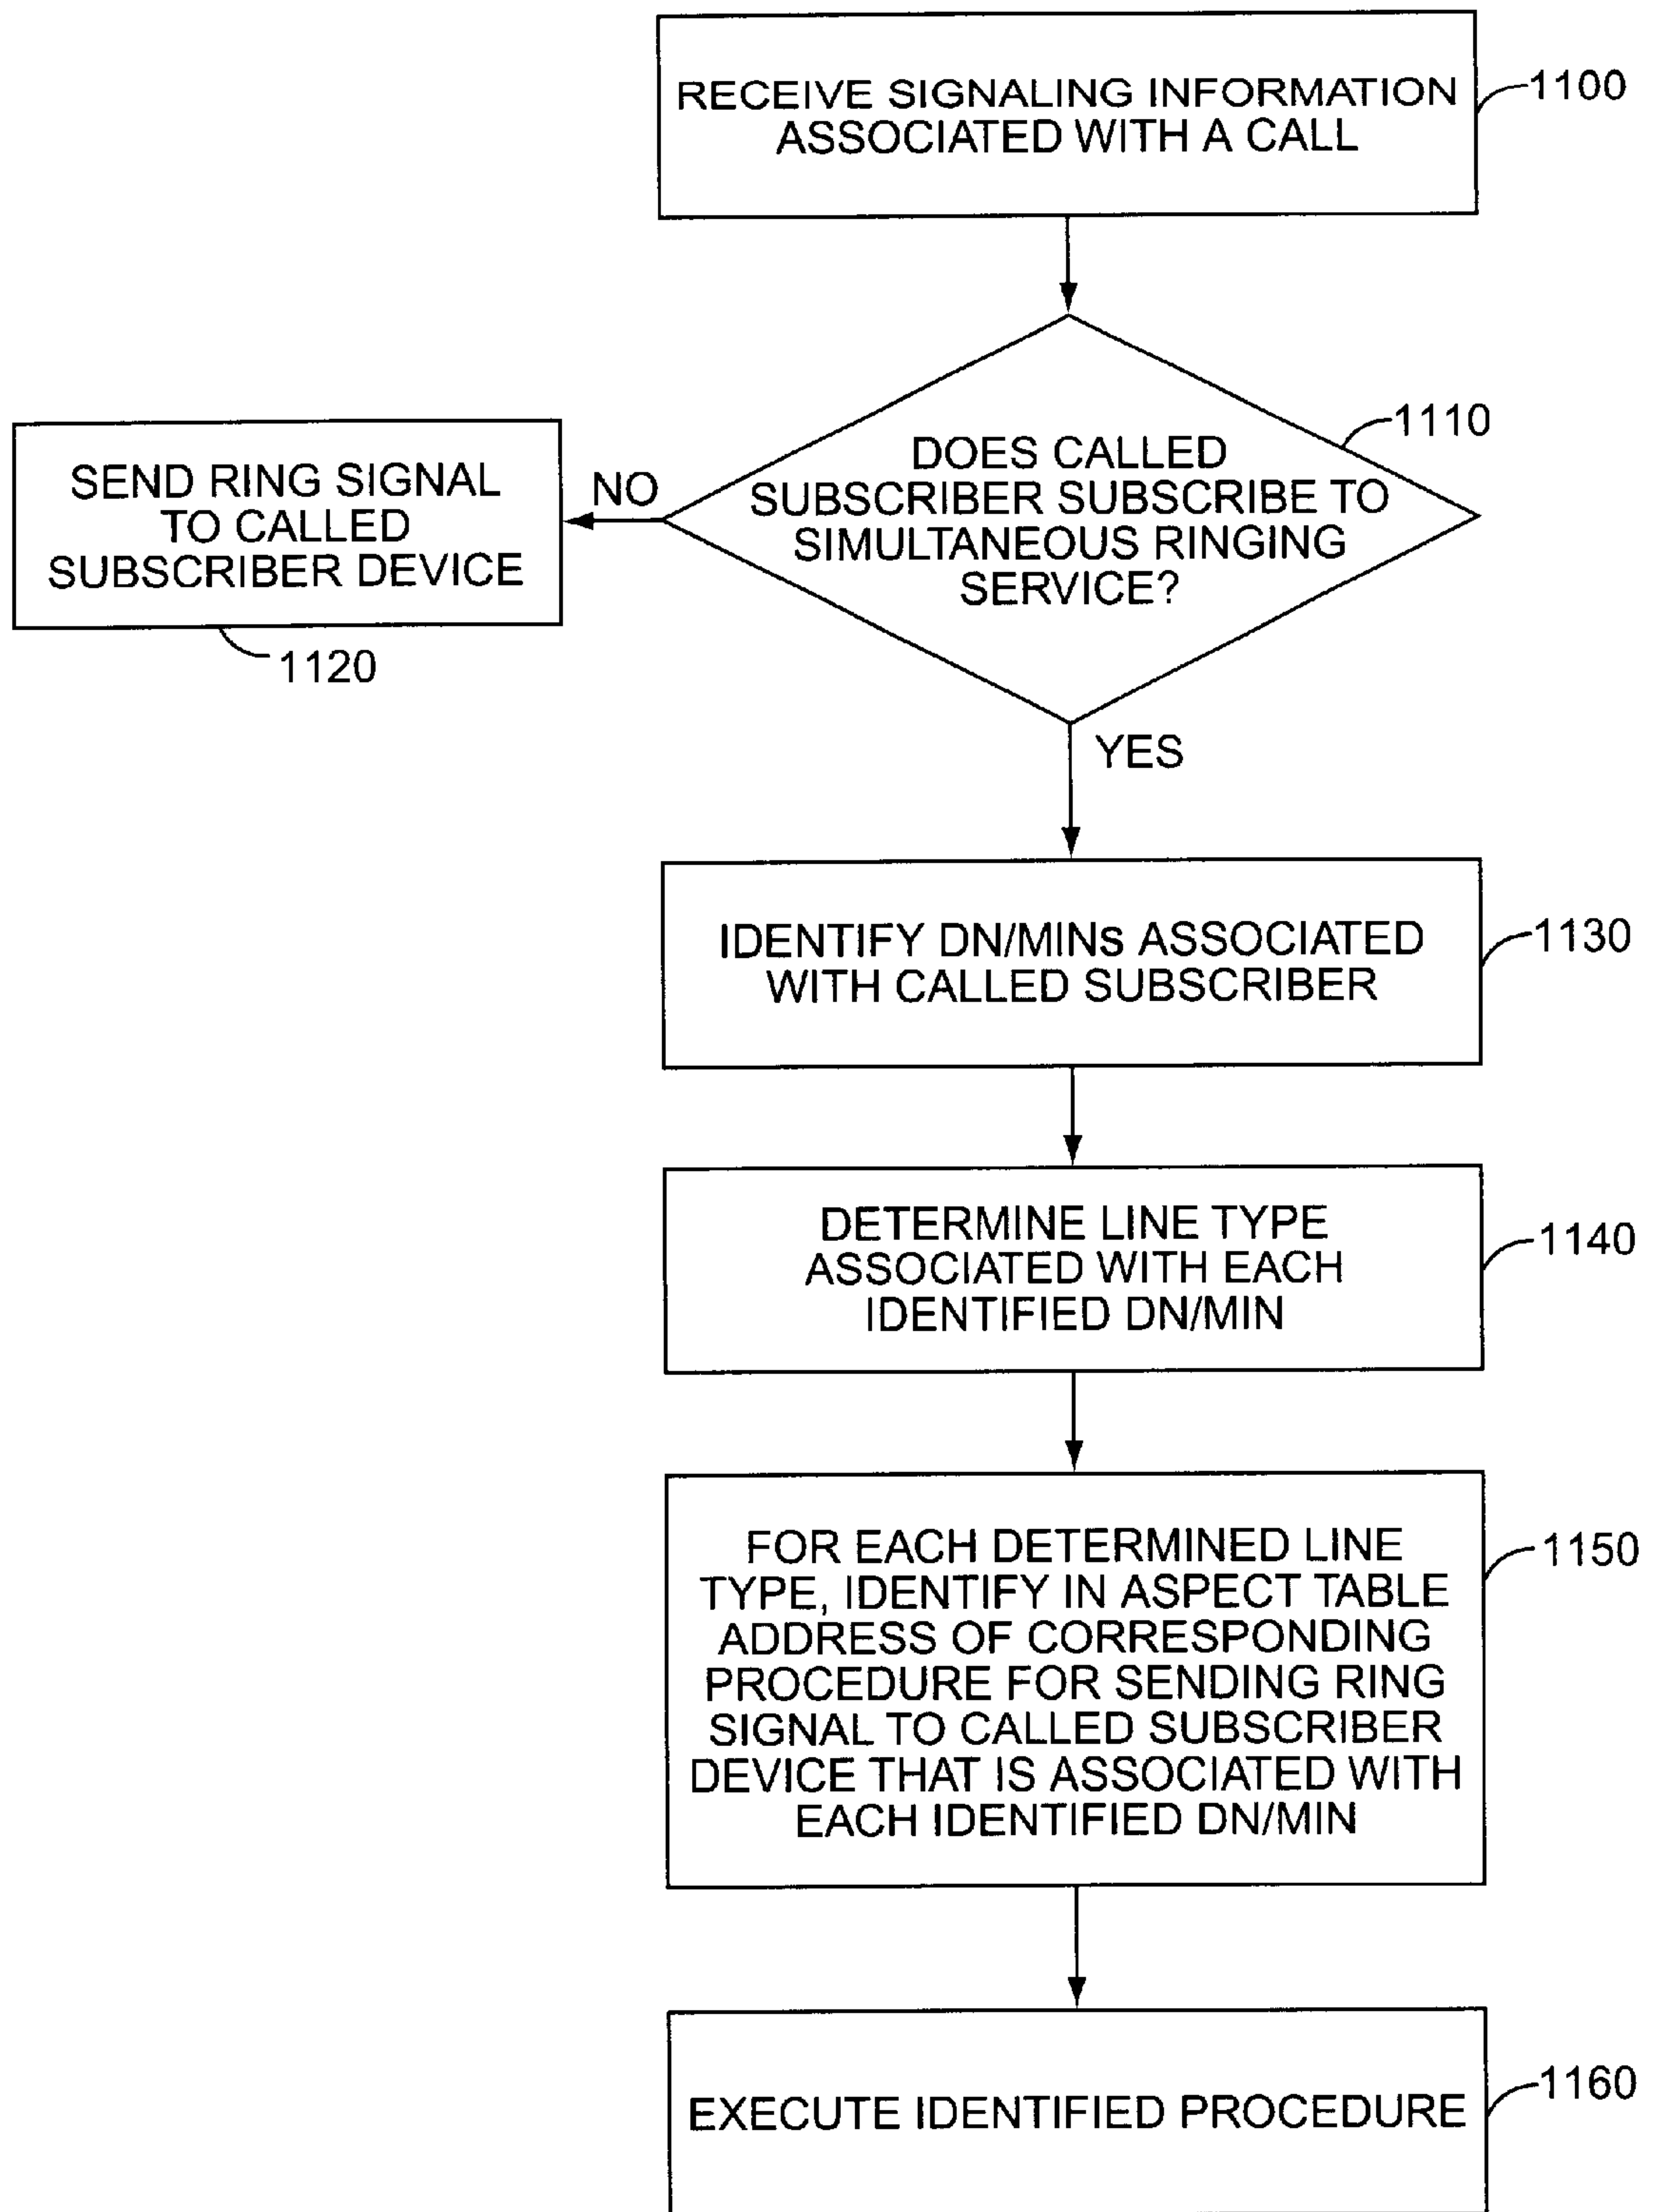 RECEIVE SIGNALING INFORMATION
ASSOCIATED WITH A CALL
1100
DOES CALLED
SUBSCRIBER SUBSCRIBE TO
SIMULTANEOUS RINGING
SERVICE?
1110
NO
SEND RING SIGNAL
TO CALLED
SUBSCRIBER DEVICE
1120
YES
IDENTIFY DN/MINs ASSOCIATED
WITH CALLED SUBSCRIBER
1130
DETERMINE LINE TYPE
ASSOCIATED WITH EACH
IDENTIFIED DN/MIN
1140
FOR EACH DETERMINED LINE
TYPE, IDENTIFY IN ASPECT TABLE
ADDRESS OF CORRESPONDING
PROCEDURE FOR SENDING RING
SIGNAL TO CALLED SUBSCRIBER
DEVICE THAT IS ASSOCIATED WITH
EACH IDENTIFIED DN/MIN
1150
EXECUTE IDENTIFIED PROCEDURE
1160